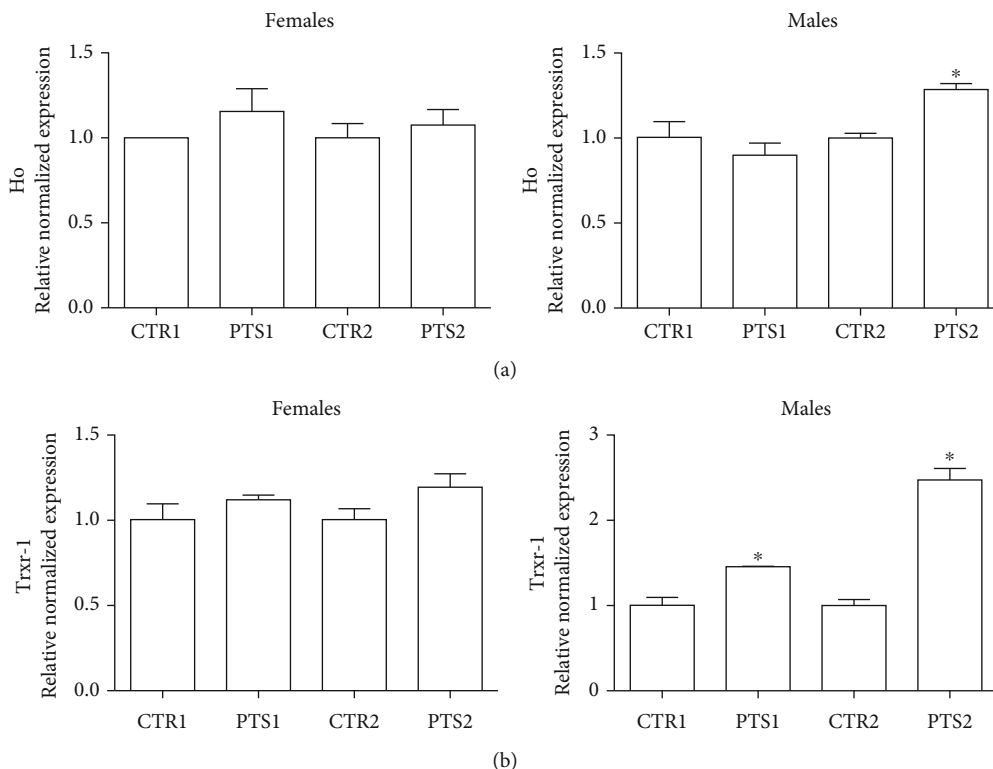 Females
Ho
Relative normalized expression
1.5
1.0
0.5
0.0
CTR1 PTS1 CTR2 PTS2
Males
Ho
Relative normalized expression
1.5
1.0
0.5
0.0
*
CTR1 PTS1 CTR2 PTS2
(a)
Females
Trxr-1
Relative normalized expression
1.5
1.0
0.5
0.0
CTR1 PTS1 CTR2 PTS2
Males
Trxr-1
Relative normalized expression
3
2
1
0
*
*
CTR1 PTS1 CTR2 PTS2
(b)